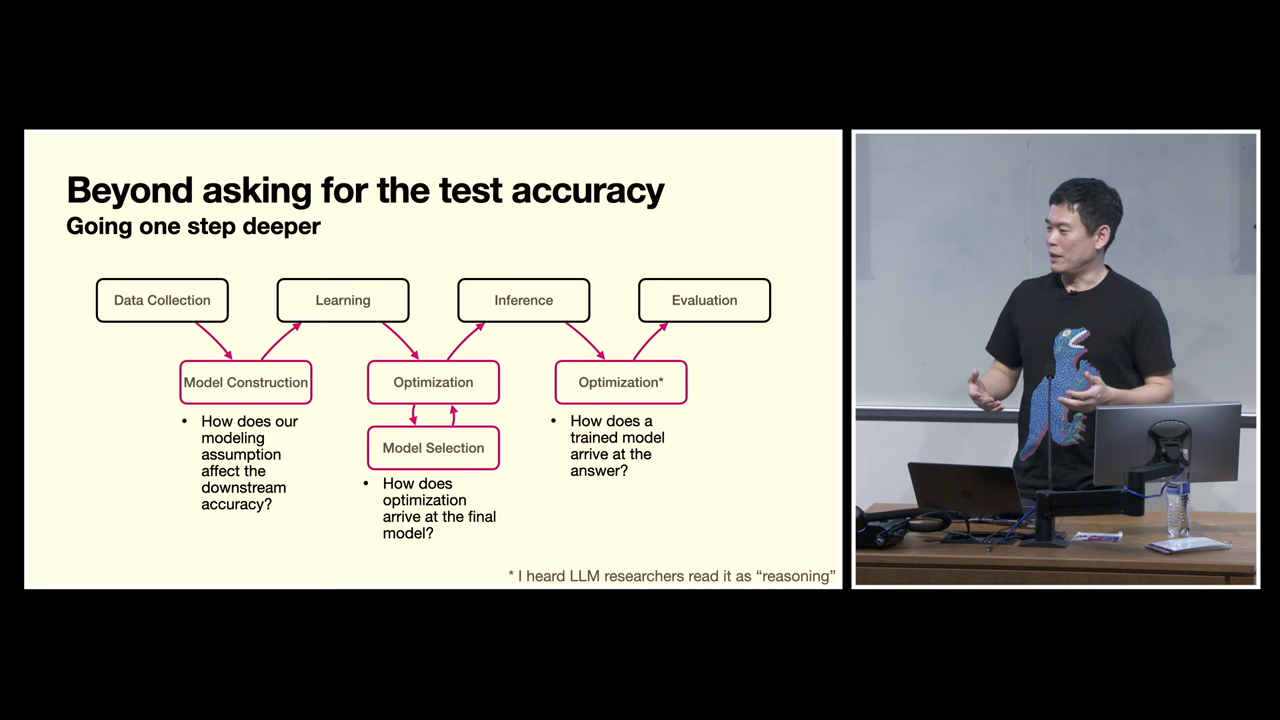 Beyond asking for the test accuracy
Going one step deeper
Data Collection
Learning
Inference
Evaluation
Model Construction
Optimization
Optimization*
Model Selection
• How does our
modeling
assumption
affect the
downstream
accuracy?
• How does
optimization
arrive at the final
model?
• How does a
trained model
arrive at the
answer?
* I heard LLM researchers read it as “reasoning”